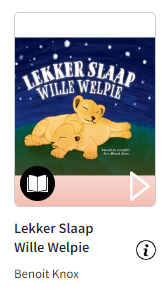 LEKKER SLAAP
WILLE WELPIE
Lekker Slaap
Wille Welpie
Benoit Knox